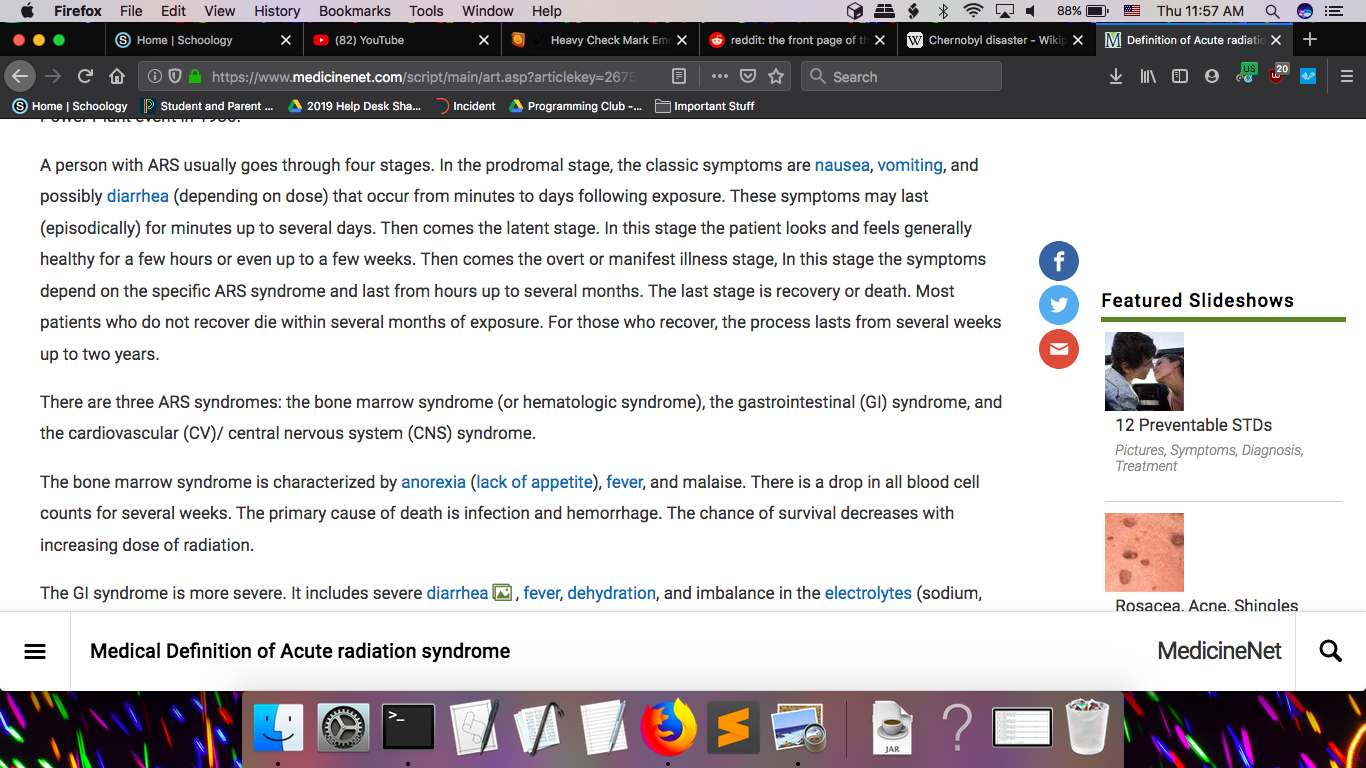 Firefox File Edit View History Bookmarks Tools Window Help 88% Thu 11:57 AM
Home | Schoology (82) YouTube Heavy Check Mark Em reddit: the front page of th Chernobyl disaster - Wikip Definition of Acute radiatio
https://www.medicinenet.com/script/main/art.asp?articlekey=2675 Search US 20
Home | Schoology Student and Parent ... 2019 Help Desk Sha... Incident Programming Club -... Important Stuff
Power Plant event in 1986.
A person with ARS usually goes through four stages. In the prodromal stage, the classic symptoms are nausea, vomiting, and
possibly diarrhea (depending on dose) that occur from minutes to days following exposure. These symptoms may last
(episodically) for minutes up to several days. Then comes the latent stage. In this stage the patient looks and feels generally
healthy for a few hours or even up to a few weeks. Then comes the overt or manifest illness stage, In this stage the symptoms
depend on the specific ARS syndrome and last from hours up to several months. The last stage is recovery or death. Most
patients who do not recover die within several months of exposure. For those who recover, the process lasts from several weeks
up to two years.
There are three ARS syndromes: the bone marrow sydrome (or hematologic syndrome), the gastrointestinal (GI) syndrome, and
the cardiovascular (CV)/ central nervous system (CNS) syndrome.
The bone marrow syndrome is characterized by anorexia (lack of appetite), fever, and malaise. There is a drop in all blood cell
counts for several weeks. The primary cause of death is infection and hemorrhage. The chance of survival decreases with
increasing dose of radiation.
The GI syndrome is more severe. It includes severe diarrhea , fever, dehydration, and imbalance in the electrolytes (sodium,
Featured Slideshows
12 Preventable STDs
Pictures, Symptoms, Diagnosis,
Treatment
Rosacea, Acne, Shingles
Medical Definition of Acute radiation syndrome MedicineNet
>_
JAR